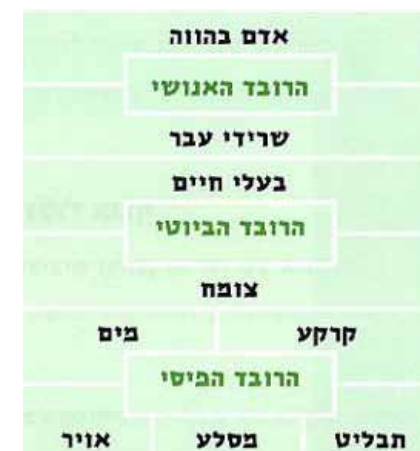 אדם בהווה
הרובד האנושי
שרידי עבר
בעלי חיים
הרובד הביוטי
צומח
קרקע מים
הרובד הפיסי
תבליט מסלע אויר